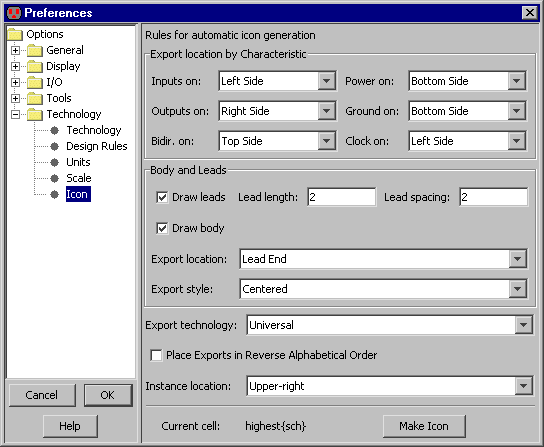 Preferences
Options
General
Display
I/O
Tools
Technology
Technology
Design Rules
Units
Scale
Icon
Cancel
OK
Help
Rules for automatic icon generation
Export location by Characteristic
Inputs on: Left Side Power on: Bottom Side
Outputs on: Right Side Ground on: Bottom Side
Bidir. on: Top Side Clock on: Left Side
Body and Leads
Draw leads Lead length: 2 Lead spacing: 2
Draw body
Export location: Lead End
Export style: Centered
Export technology: Universal
Place Exports in Reverse Alphabetical Order
Instance location: Upper-right
Current cell: highest{sch} Make Icon